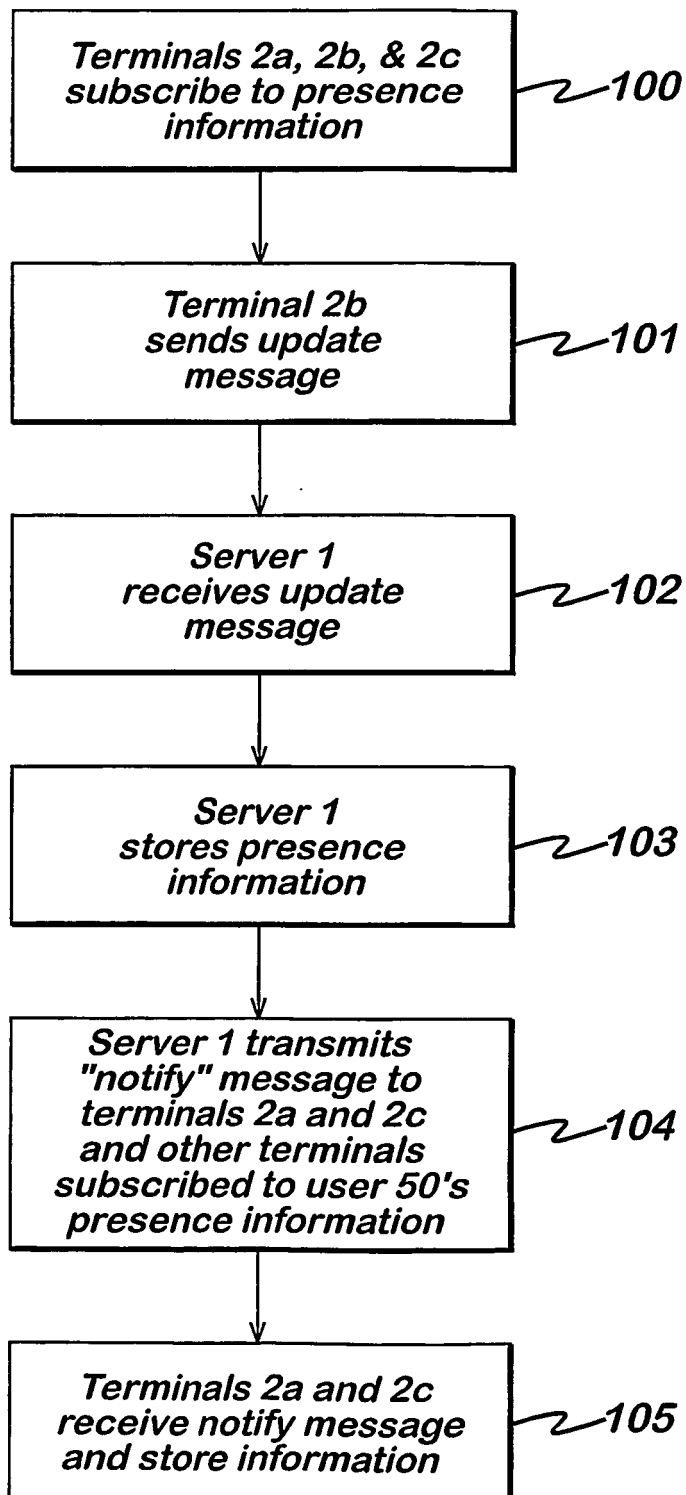 Terminals 2a, 2b, & 2c
subscribe to presence
information
100
Terminal 2b
sends update
message
101
Server 1
receives update
message
102
Server 1
stores presence
information
103
Server 1 transmits
"notify" message to
terminals 2a and 2c
and other terminals
subscribed to user 50's
presence information
104
Terminals 2a and 2c
receive notify message
and store information
105